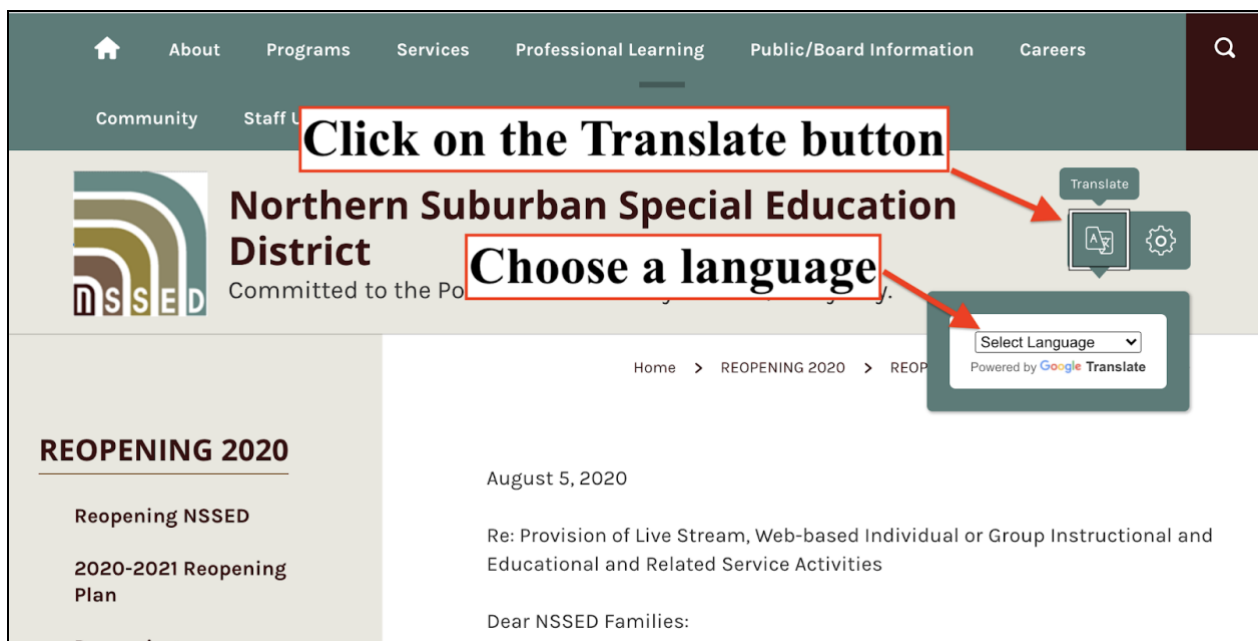 About Programs Services Professional Learning Public/Board Information Careers
Community Staff
Click on the Translate button
Translate
Northern Suburban Special Education
District
Choose a language
Committed to the
NSSED
Select Language
Powered by Google Translate
Home > REOPENING 2020 >
REOPENING 2020
Reopening NSSED
2020-2021 Reopening
Plan
August 5, 2020
Re: Provision of Live Stream, Web-based Individual or Group Instructional and
Educational and Related Service Activities
Dear NSSED Families: